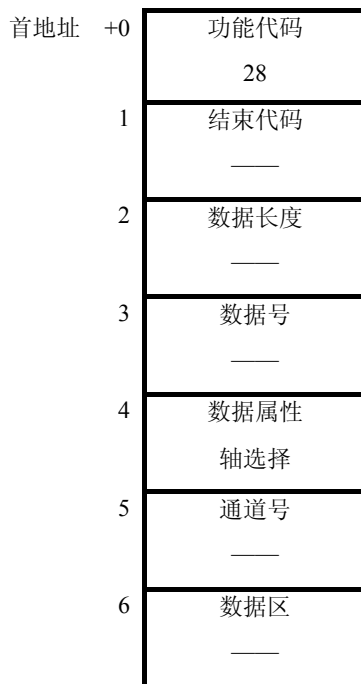 首地址 +0 功能代码
28
1 结束代码
——
2 数据长度
——
3 数据号
——
4 数据属性
轴选择
5 通道号
——
6 数据区
——